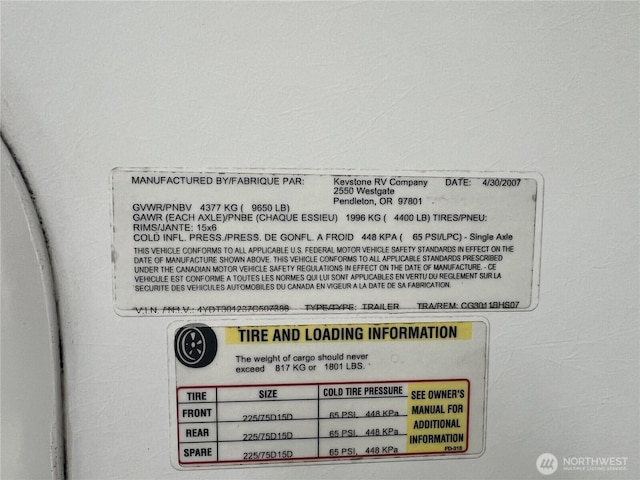 MANUFACTURED BY/FABRIQUE PAR: Keystone RV Company DATE: 4/30/2007
2550 Westgate
Pendleton, OR 97801
GVWR/PNBV 4377 KG ( 9650 LB)
GAWR (EACH AXLE)/PNBE (CHAQUE ESSIEU) 1996 KG ( 4400 LB) TIRES/PNEU:
RIMS/JANTE: 15x6
COLD INFL. PRESS./PRESS. DE GONFL. A FROID 448 KPA ( 65 PSI/LPC) - Single Axle
THIS VEHICLE CONFORMS TO ALL APPLICABLE U.S. FEDERAL MOTOR VEHICLE SAFETY STANDARDS IN EFFECT ON THE
DATE OF MANUFACTURE SHOWN ABOVE. THIS VEHICLE CONFORMS TO ALL APPLICABLE STANDARDS PRESCRIBED
UNDER THE CANADIAN MOTOR VEHICLE SAFETY REGULATIONS IN EFFECT ON THE DATE OF MANUFACTURE. - CE
VEHICULE EST CONFORME A TOUTES LES NORMES QUI LUI SONT APPLICABLES EN VERTU DU REGLEMENT SUR LA
SECURITE DES VEHICULES AUTOMOBILES DU CANADA EN VIGEUR A LA DATE DE SA FABRICATION.
V.I.N. / N.I.V.: TYPE/TYPE: TRAILER TRA/REM: CG3011BHS07
TIRE AND LOADING INFORMATION
The weight of cargo should never
exceed 817 KG or 1801 LBS.
TIRE SIZE COLD TIRE PRESSURE SEE OWNER'S
MANUAL FOR
ADDITIONAL
INFORMATION
FRONT 225/75D15D 65 PSI, 448 KPa
REAR 225/75D15D 65 PSI, 448 KPa
SPARE 225/75D15D 65 PSI, 448 KPa
NORTHWEST
MULTIPLE LISTING SERVICE